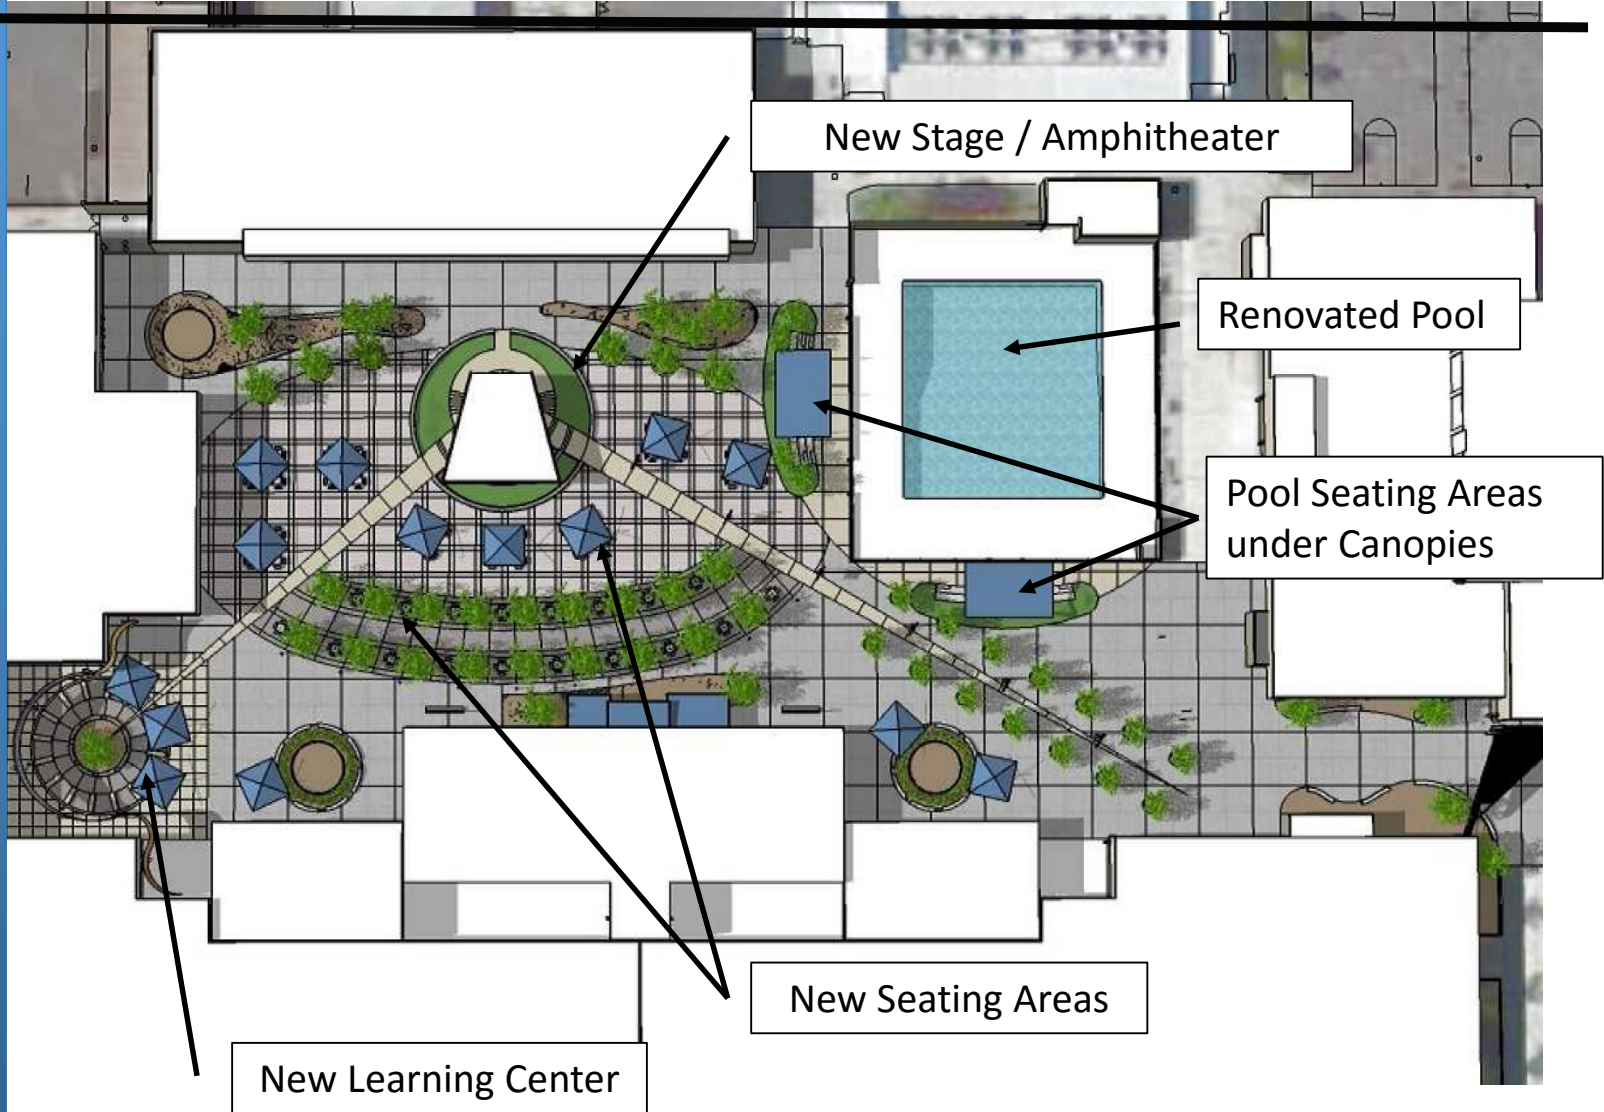 New Stage / Amphitheater
Renovated Pool
Pool Seating Areas
under Canopies
New Seating Areas
New Learning Center